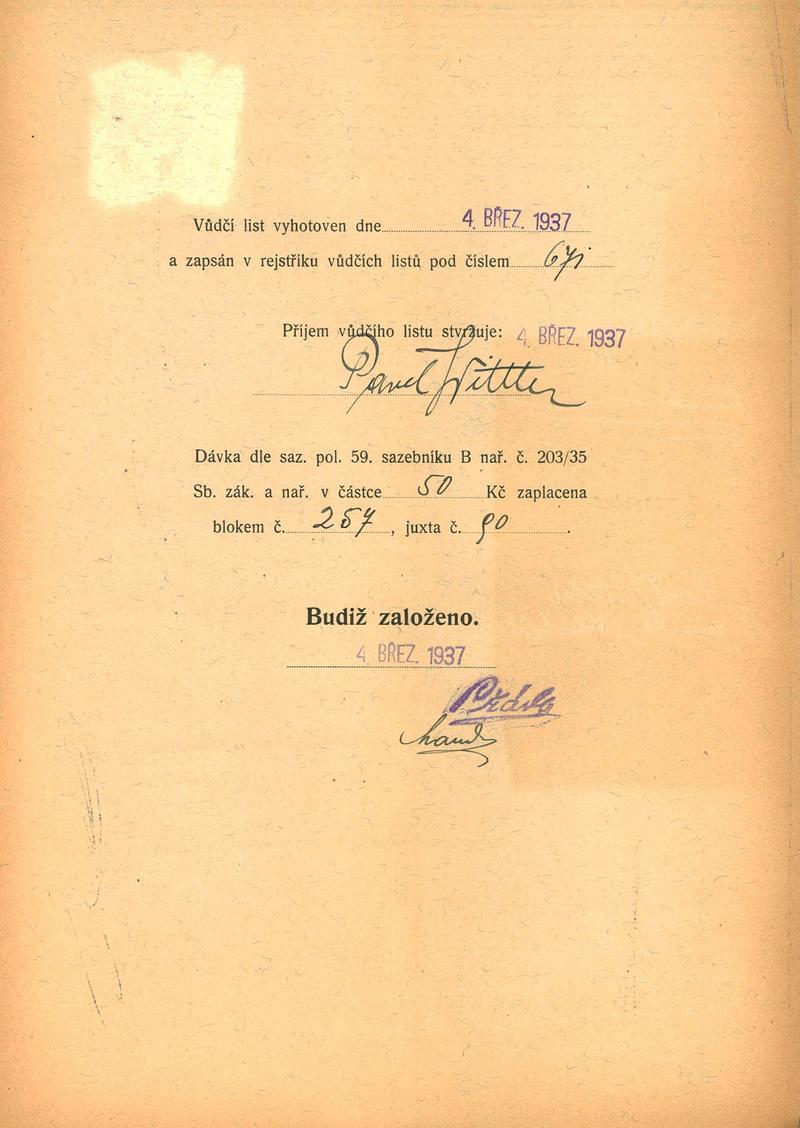 Vůdčí list vyhotoven dne 4. BŘEZ. 1937
a zapsán v rejstříku vůdčích listů pod číslem 671
Příjem vůdčího listu stvrzuje: 4. BŘEZ. 1937
Pavel Wittler
Dávka dle saz. pol. 59. sazebníku B nař. č. 203/35
Sb. zák. a nař. v částce 50 Kč zaplacena
blokem č. 257, juxta č. 90.
Budiž založeno.
4. BŘEZ. 1937